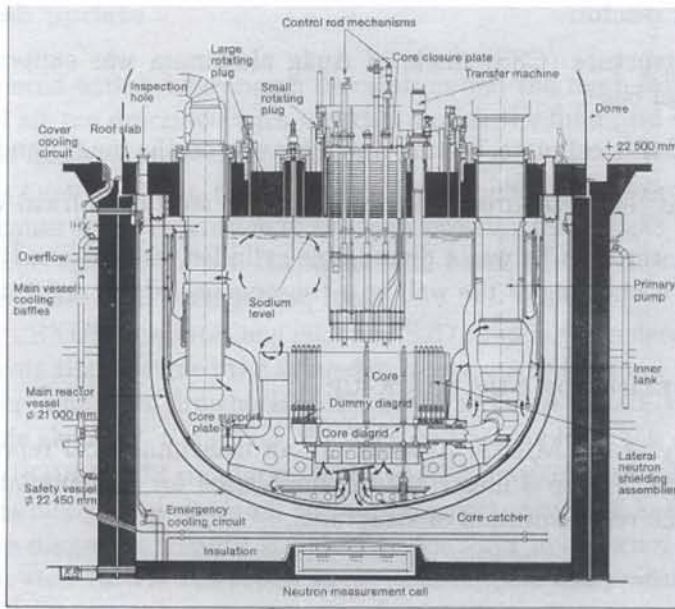 Control rod mechanisms
Large
rotating
plug
Core closure plate
Transfer machine
Inspection
hole
Small
rotating
plug
Dome
Roof slab
Cover
cooling
circuit
+ 22 500 mm
IHX
Overflow
Main vessel
cooling
baffles
Sodium
level
Primary
pump
Inner
tank
Core
Main reactor
vessel
ø 21 000 mm
Dummy diagrid
Core support
plate
Core diagrid
Lateral
neutron
shielding
assemblies
Safety vessel
ø 22 450 mm
Emergency
cooling circuit
Core catcher
Insulation
Neutron measurement cell